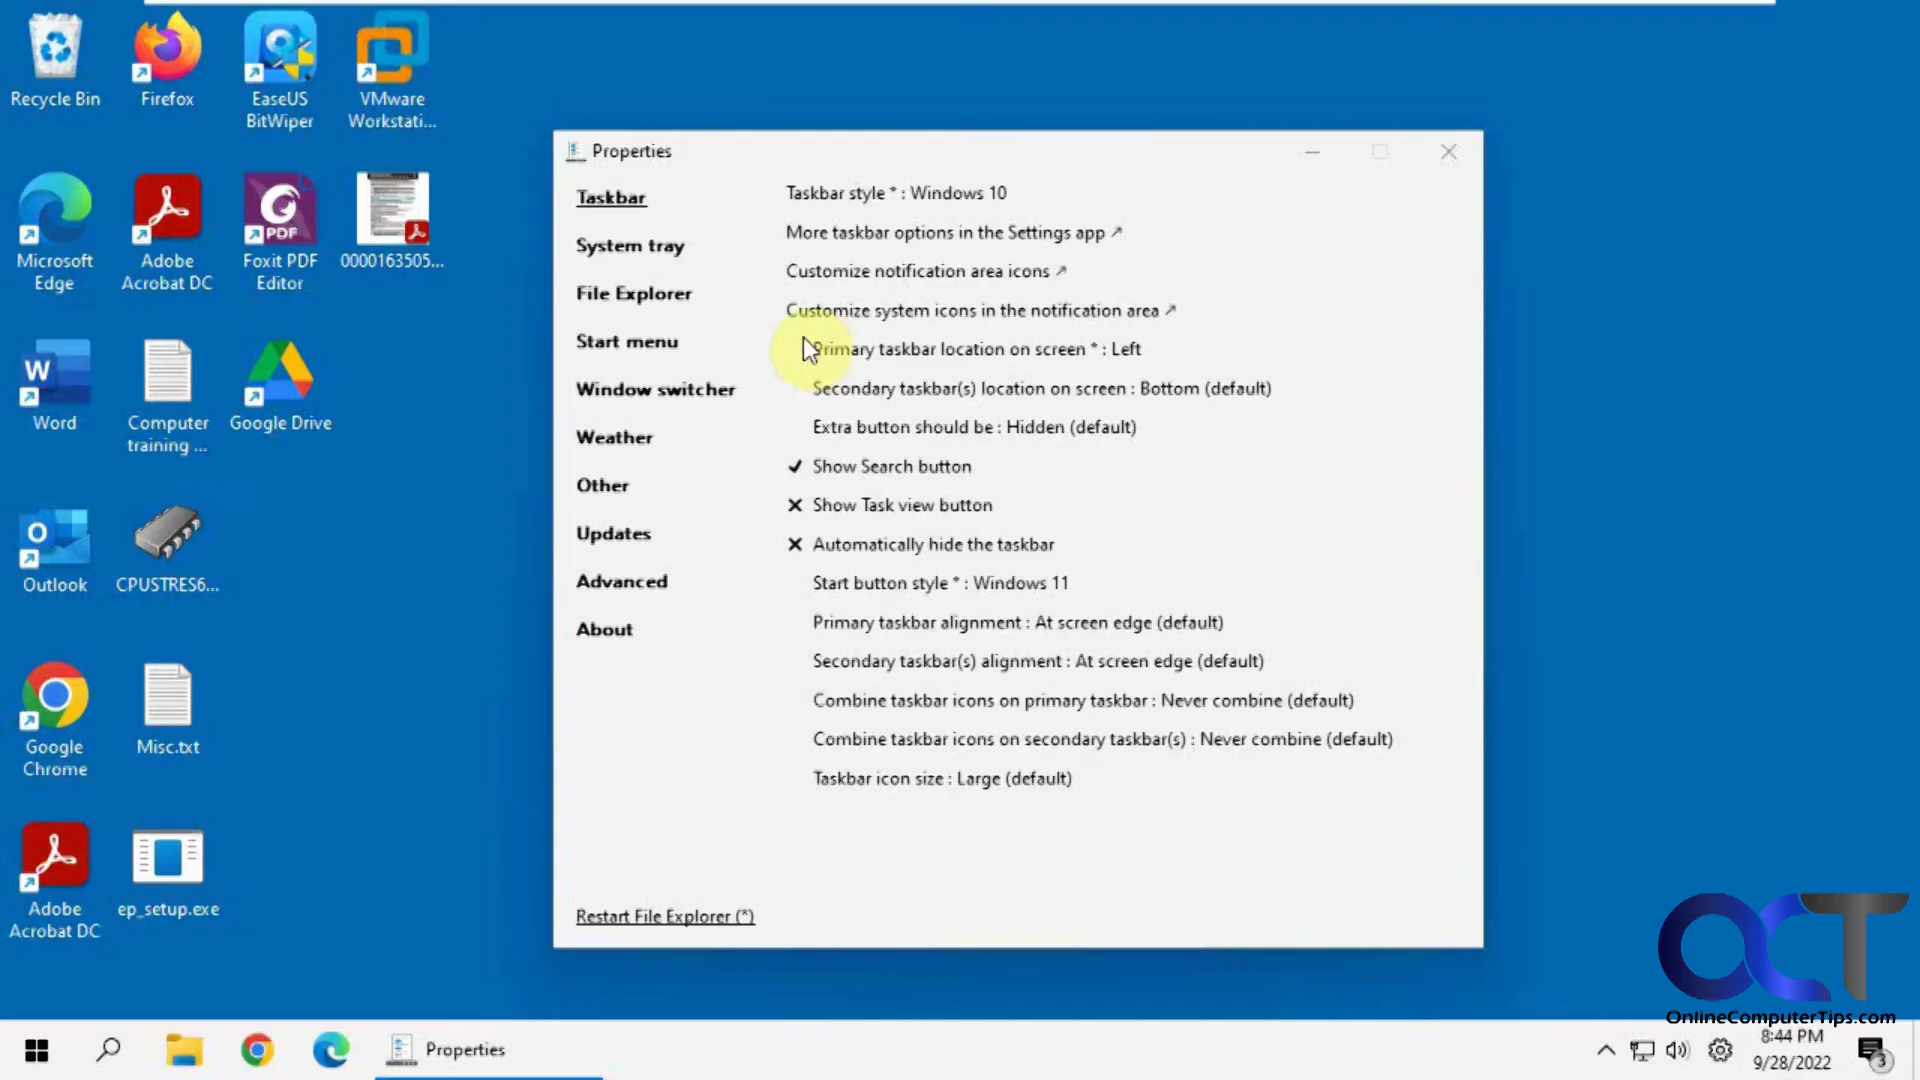 Recycle Bin
Firefox
EaseUS
BitWiper
VMware
Workstati...
Microsoft
Edge
Adobe
Acrobat DC
PDF
Foxit PDF
Editor
0000163505...
W
Word
Computer
training ...
Google Drive
O
Outlook
CPUSTRES6...
Google
Chrome
Misc.txt
Adobe
Acrobat DC
ep_setup.exe
Properties
Taskbar
System tray
File Explorer
Start menu
Window switcher
Weather
Other
Updates
Advanced
About
Taskbar style * : Windows 10
More taskbar options in the Settings app ↗
Customize notification area icons ↗
Customize system icons in the notification area ↗
Primary taskbar location on screen * : Left
Secondary taskbar(s) location on screen : Bottom (default)
Extra button should be : Hidden (default)
Show Search button
Show Task view button
Automatically hide the taskbar
Start button style * : Windows 11
Primary taskbar alignment : At screen edge (default)
Secondary taskbar(s) alignment : At screen edge (default)
Combine taskbar icons on primary taskbar : Never combine (default)
Combine taskbar icons on secondary taskbar(s) : Never combine (default)
Taskbar icon size : Large (default)
Restart File Explorer (*)
OCT
OnlineComputerTips.com
Properties
8:44 PM
9/28/2022
3